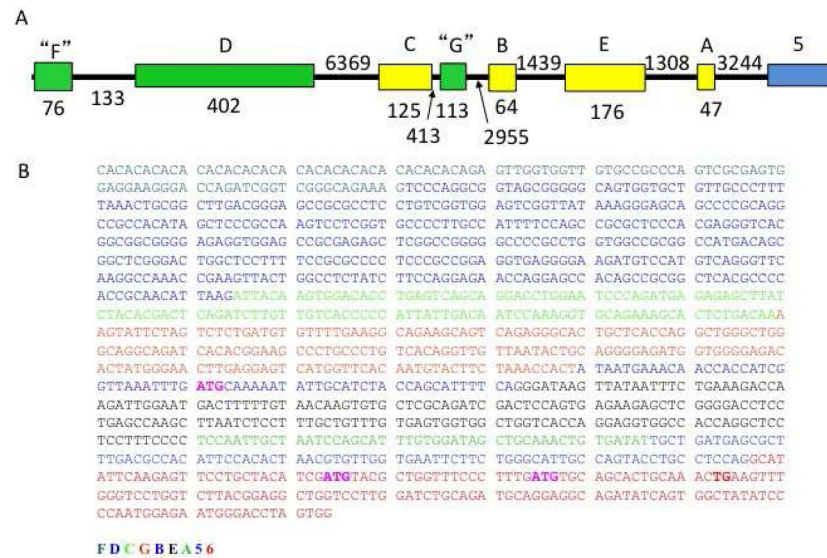 A
"F" D C "G" B E A 5
6369 1439 1308 3244
76 133 402 125 413 113 2955 64 176 47
B
CACACACACA CACACACACA CACACACACA CACACACAGA GTTGGTGGTT GTGCCGCCCA GTCGCGAGTG
GAGGAAGGGA CCAGATCGGT CGGGCAGAAA GTCCCAGGCG GTAGCGGGGG CAGTGGTGCT GTTGCCCTTT
TAAACTGCGG CTTGACGGGA GCCGCGCCTC CTGTCGGTGG AGTCGGTTAT AAAGGGAGCA GCCCCGCAGG
CCGCCACATA GCTCCCGCCA AGTCCTCGGT GCCCCTTGCC ATTTTCCAGC CGCGCTCCCA CGAGGGTCAC
GGCGGCGGGG AGAGGTGGAG CCGCGAGAGC TCGGCCGGGG GCCCCGCCTG GTGGCCGCGG CCATGACAGC
GGCTCGGGAC TGGCTCCTTT TCCGCGCCCC TCCCGCCGGA GGTGAGGGGA AGATGTCCAT GTCAGGGTTC
AAGGCCAAAC CGAAGTTACT GGCCTCTATC TTCCAGGAGA ACCAGGAGCC ACAGCCGCGG CTCACGCCCC
ACCGCAACAT TAAGATTACA AGTGGACACC TGAGTCAGCA GGACCTGGAA TCCCAGATGA GAGAGCTTAT
CTACACGACT CAGATCTTGT TGTCACCCCC ATTATTGACA ATCCAAAGGT GCAGAAAGCA CTCTGACAAA
AGTATTCTAG TCTCTGATGT GTTTTGAAGG CAGAAGCAGT CAGAGGGCAC TGCTCACCAG GCTGGGCTGG
GCAGGCAGAT CACACGGAAG CCCTGCCCTG TCACAGGTTG TTAATACTGC AGGGGAGATG GGTGGGGAGAC
ACTATGGGAAC TTGAGGAGT CATGGTTCAC AATGTACTTC TAAACCACTA TAATGAAACA CACCACCATCG
GTTAAATTTG ATGCAAAAAT ATTGCATCTA CCAGCATTTT CAGGGATAAG TTATAATTTC TGAAAGACCA
AGATTGGAAT GACTTTTTGT AACAAGTGTG CTCGCAGATC GACTCCAGTG AGAAGAGCTC GGGGACCTCC
TGAGCCAAGC TTAATCTCCT TTGCTGTTTG TGAGTGGTGG CTGGTCACCA GGAGGTGGCC ACCAGGCTCC
TCCTTTCCCC TCCAATTGCT AATCCAGCAT TTGTGGATAG CTGCAAACTG TGATATTGCT GATGAGCGCT
TTGACGCCAC ATTCCACACT AACGTGTTGG TGAATTCTTC TGGGCATTGC CAGTACCTGC CTCCAGGCAT
ATTCAAGAGT TCCTGCTACA TCGATGTACG CTGGTTTCCC TTTGATGTGC AGCACTGCAA ACTGAAGTTT
GGGTCCTGGT CTTACGGAGG CTGGTCCTTG GATCTGCAGA TGCAGGAGGC AGATATCAGT GGCTATATCC
CCAATGGAGA ATGGGACCTA GTGG
F D C G B E A 5 6